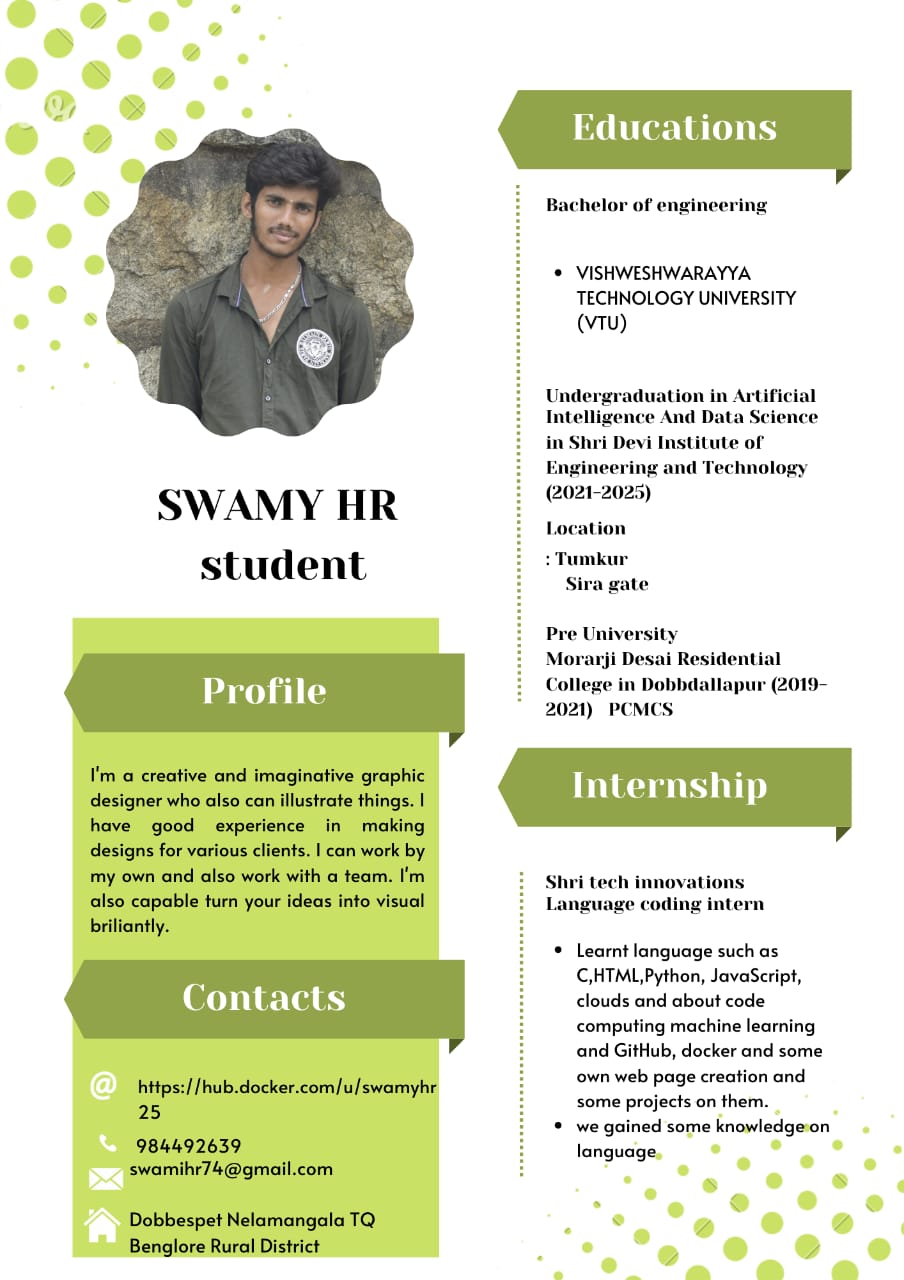 SWAMY HR
student
Profile
I'm a creative and imaginative graphic
designer who also can illustrate things. I
have good experience in making
designs for various clients. I can work by
my own and also work with a team. I'm
also capable turn your ideas into visual
briliantly.
Contacts
https://hub.docker.com/u/swamyhr
25
984492639
swamihr74@gmail.com
Dobbespet Nelamangala TQ
Benglore Rural District
Educations
Bachelor of engineering
• VISHWESHWARAYYA
TECHNOLOGY UNIVERSITY
(VTU)
Undergraduation in Artificial
Intelligence And Data Science
in Shri Devi Institute of
Engineering and Technology
(2021-2025)
Location
: Tumkur
Sira gate
Pre University
Morarji Desai Residential
College in Dobbdallapur (2019-
2021) PCMCS
Internship
Shri tech innovations
Language coding intern
• Learnt language such as
C,HTML,Python, JavaScript,
clouds and about code
computing machine learning
and GitHub, docker and some
own web page creation and
some projects on them.
• we gained some knowledge on
language